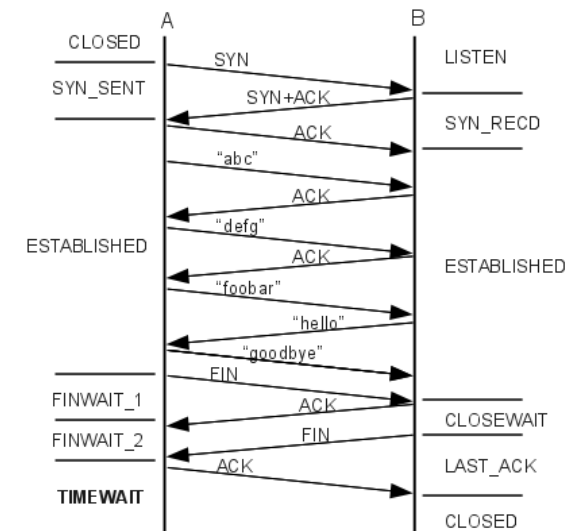 A
B
CLOSED
LISTEN
SYN
SYN_SENT
SYN+ACK
SYN_RECD
ACK
“abc”
ACK
“defg”
ESTABLISHED
ACK
ESTABLISHED
“foobar”
“hello”
“goodbye”
FIN
FINWAIT_1
ACK
CLOSEWAIT
FINWAIT_2
FIN
ACK
LAST_ACK
TIMEWAIT
CLOSED